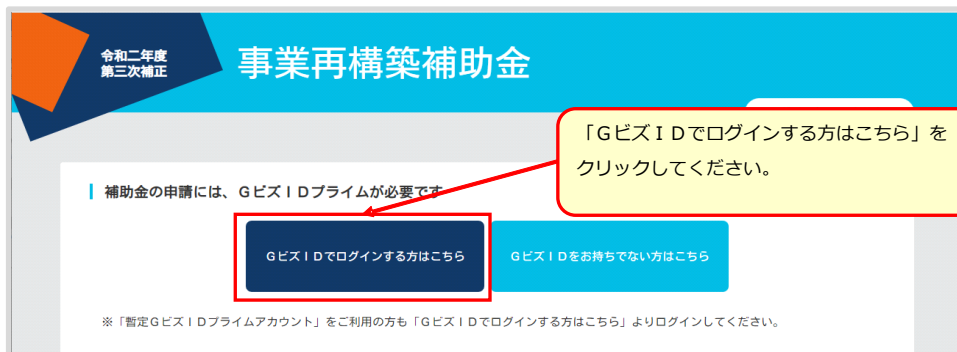 令和二年度
第三次補正
事業再構築補助金
「GビズIDでログインする方はこちら」を
クリックしてください。
補助金の申請には、GビズIDプライムが必要です
GビズIDでログインする方はこちら
GビズIDをお持ちでない方はこちら
※「暫定GビズIDプライムアカウント」をご利用の方も「GビズIDでログインする方はこちら」よりログインしてください。